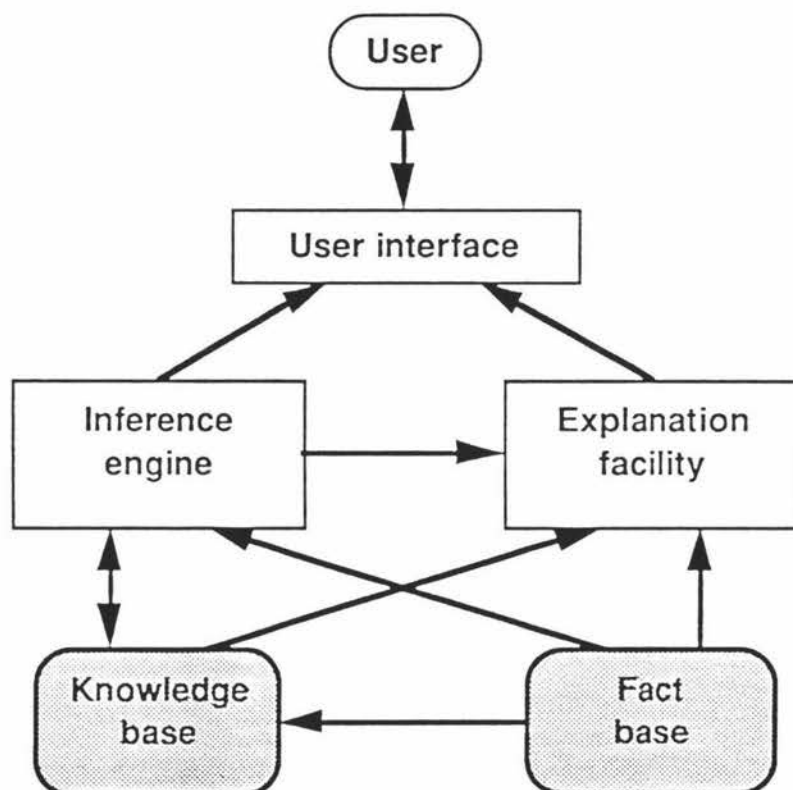 User
User interface
Inference
engine
Explanation
facility
Knowledge
base
Fact
base